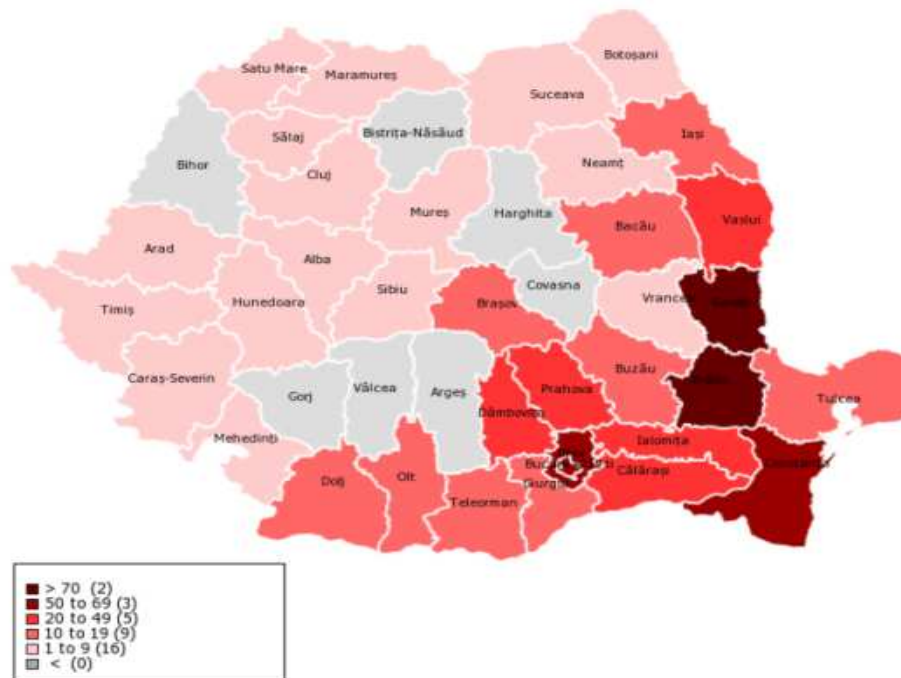 Botoșani
Satu Mare
Maramureș
Suceava
Iași
Bistrița-Năsăud
Sălaj
Bihor
Neamț
Cluj
Mureș
Harghita
Bacău
Vaslui
Arad
Alba
Covasna
Sibiu
Vrancea
Hunedoara
Timiș
Brașov
Buzău
Caraș-Severin
Prahova
Vâlcea
Argeș
Gorj
Tulcea
Dâmbovița
Mehedinți
Ialomița
Constanța
Călărași
Olt
Dolj
Giurgiu
Teleorman
> 70 (2)
50 to 69 (3)
20 to 49 (5)
10 to 19 (9)
1 to 9 (16)
< (0)